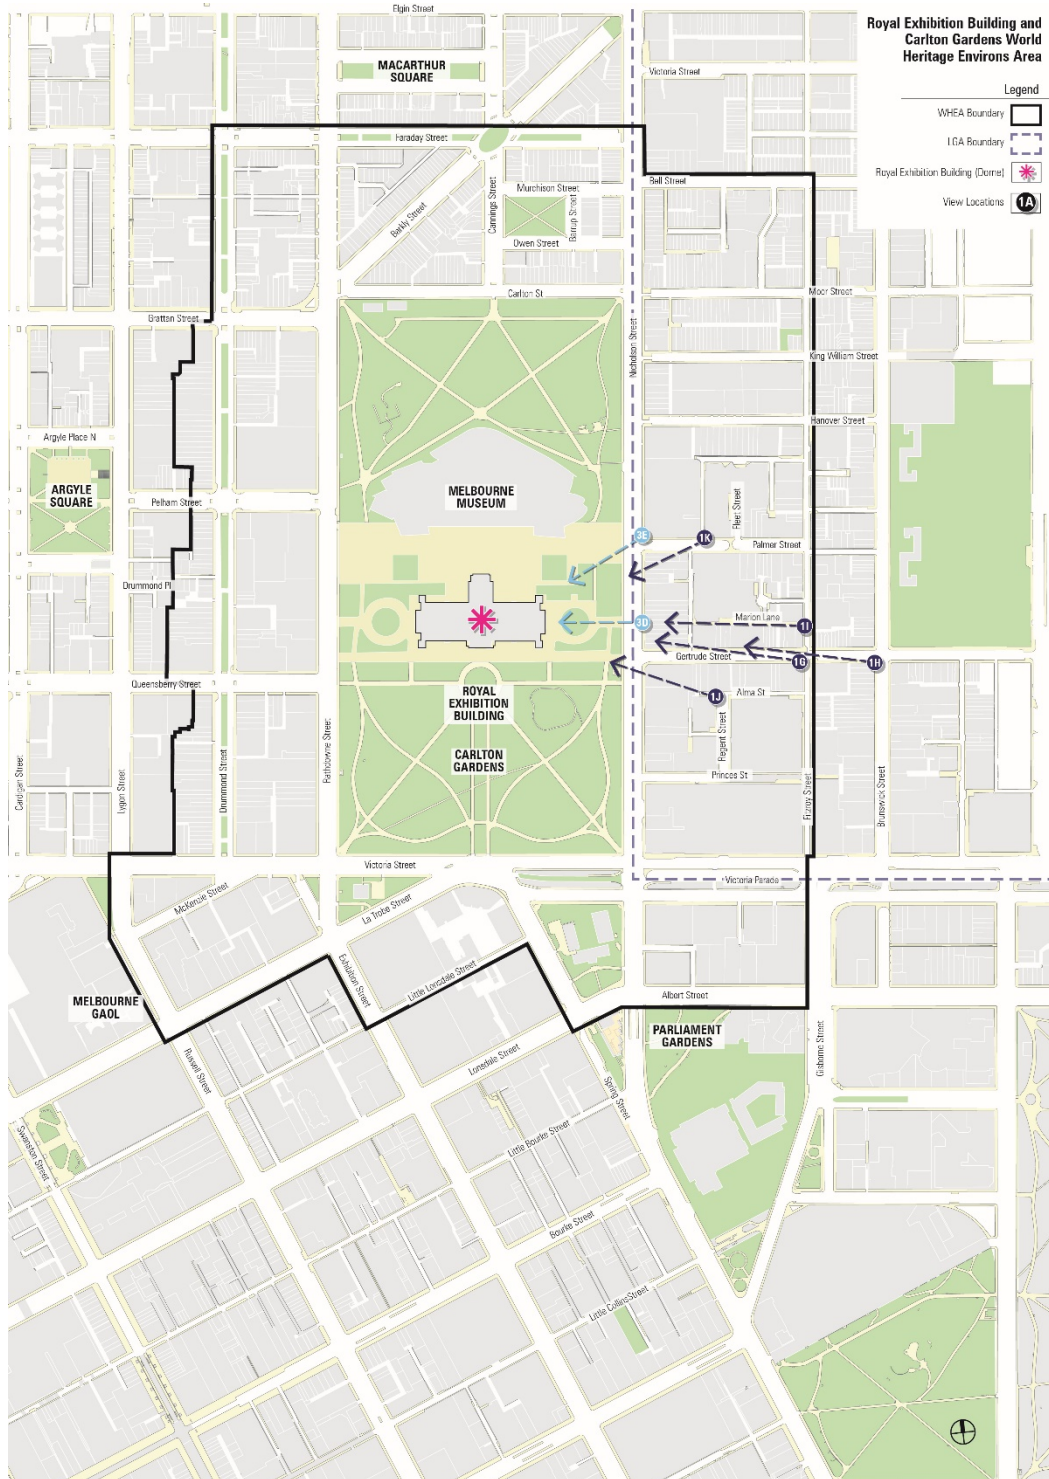 Elgin Street
Royal Exhibition Building and
Carlton Gardens World
Heritage Environs Area
Legend
WHEA Boundary
LGA Boundary
Royal Exhibition Building (Dome)
View Locations
1A
MACARTHUR
SQUARE
Victoria Street
Faraday Street
Bell Street
Murchison Street
Cannings Street
Barkly Street
Barrup Street
Owen Street
Carlton St
Moor Street
Grattan Street
Nicholson Street
King William Street
Hanover Street
Argyle Place N
ARGYLE
SQUARE
MELBOURNE
MUSEUM
Pelham Street
Fleet Street
3E
1K
Palmer Street
Drummond Pl
3D
Marion Lane
1I
Gertrude Street
1G
1H
Queensberry Street
ROYAL
EXHIBITION
BUILDING
1J
Alma St
Regent Street
CARLTON
GARDENS
Princes St
Cardigan Street
Lygon Street
Drummond Street
Rathdowne Street
Fitzroy Street
Brunswick Street
Victoria Street
Victoria Parade
McKenzie Street
La Trobe Street
Exhibition Street
Little Lonsdale Street
Albert Street
MELBOURNE
GAOL
PARLIAMENT
GARDENS
Russell Street
Lonsdale Street
Spring Street
Gisborne Street
Swanston Street
Little Bourke Street
Bourke Street
Little CollinsStreet